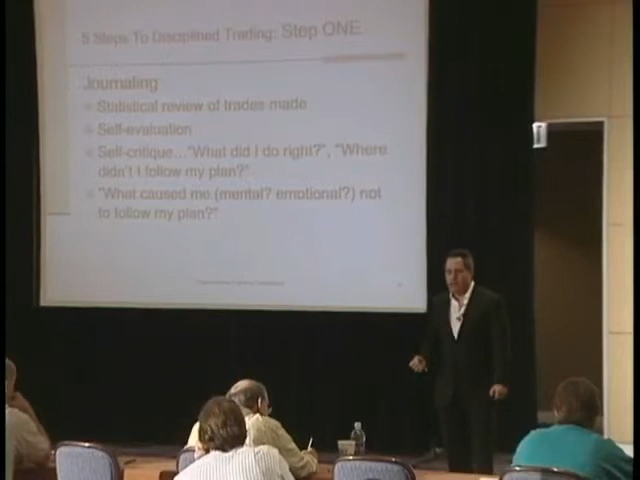 5 Steps To Disciplined Trading: Step ONE
Journaling
Statistical review of trades made
Self-evaluation
Self-critique…"What did I do right?", "Where
didn't I follow my plan?"
"What caused me (mental? emotional?) not
to follow my plan?"